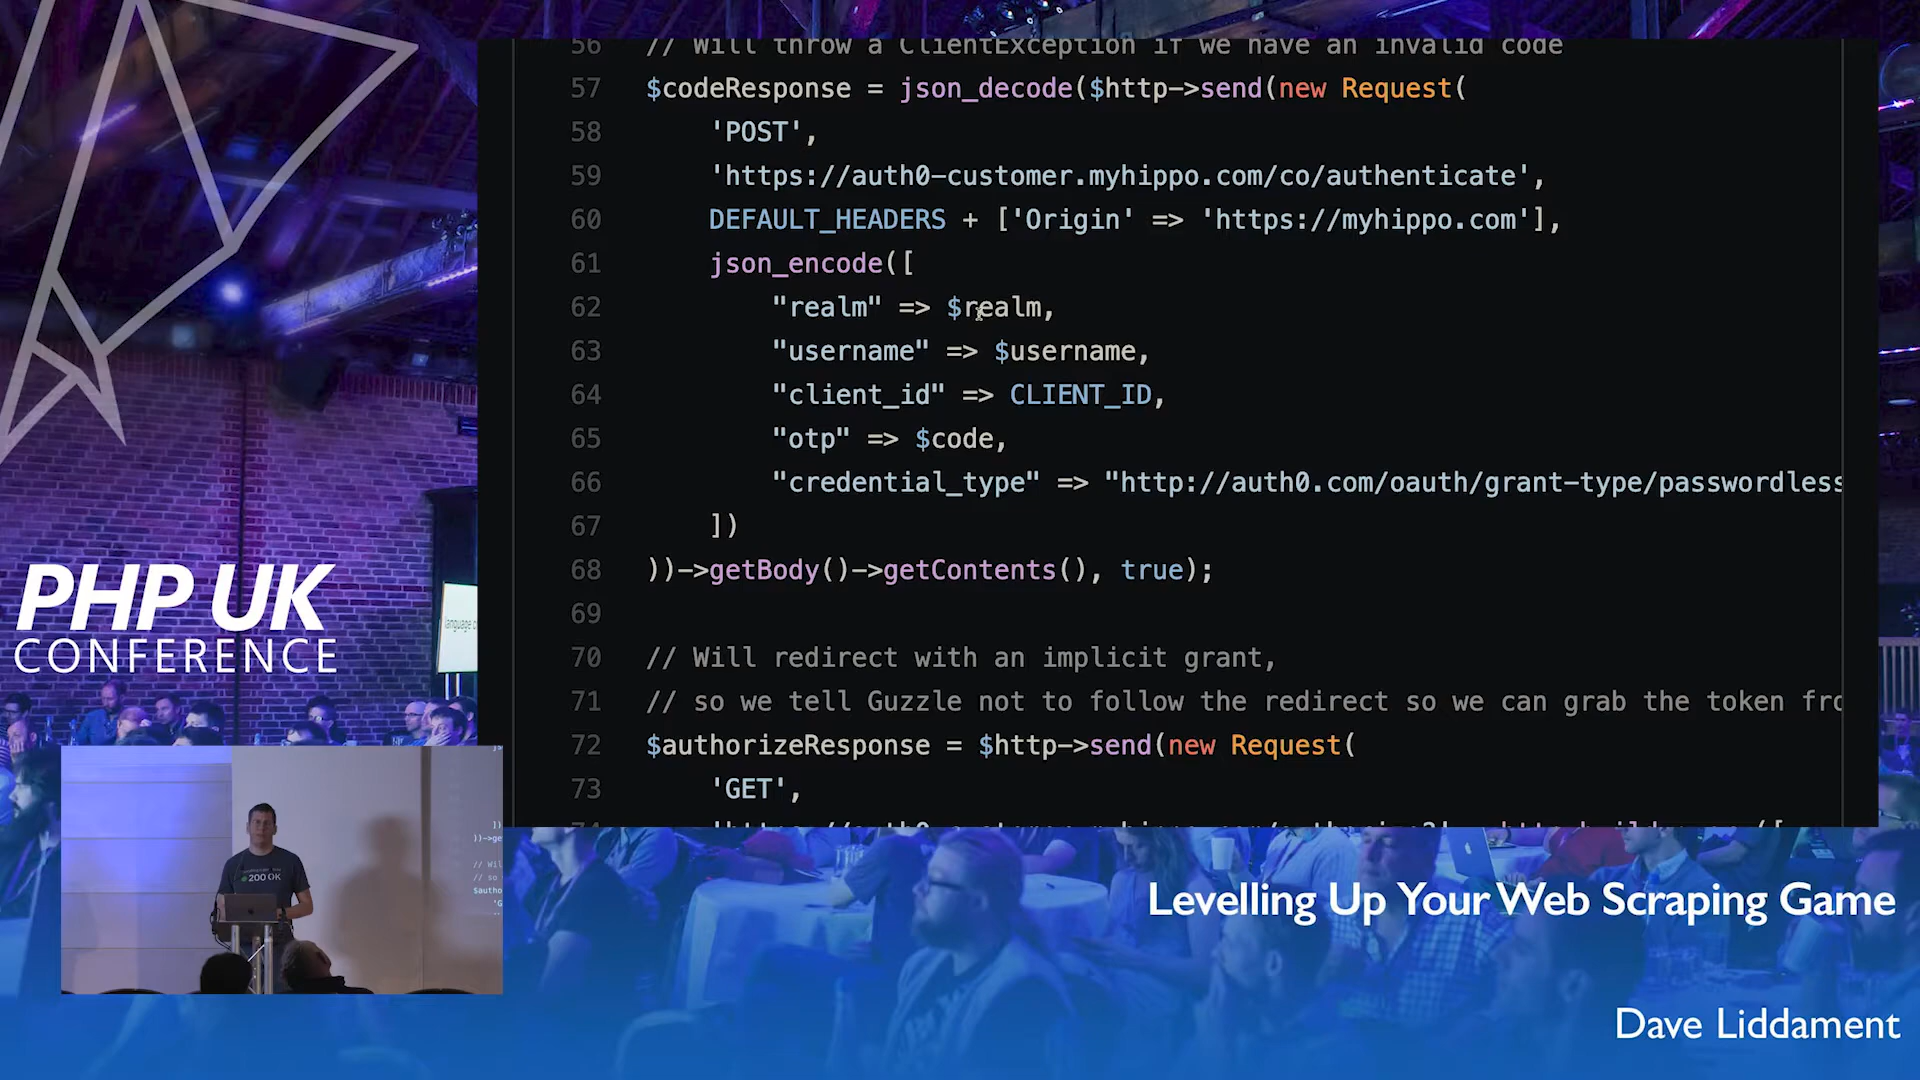 56 // Will throw a ClientException if we have an invalid code
57 $codeResponse = json_decode($http->send(new Request(
58 'POST',
59 'https://auth0-customer.myhippo.com/co/authenticate',
60 DEFAULT_HEADERS + ['Origin' => 'https://myhippo.com'],
61 json_encode([
62 "realm" => $realm,
63 "username" => $username,
64 "client_id" => CLIENT_ID,
65 "otp" => $code,
66 "credential_type" => "http://auth0.com/oauth/grant-type/passwordless
67 ])
68 ))->getBody()->getContents(), true);
69
70 // Will redirect with an implicit grant,
71 // so we tell Guzzle not to follow the redirect so we can grab the token fro
72 $authorizeResponse = $http->send(new Request(
73 'GET',
PHP UK
CONFERENCE
language
200 OK
Levelling Up Your Web Scraping Game
Dave Liddament